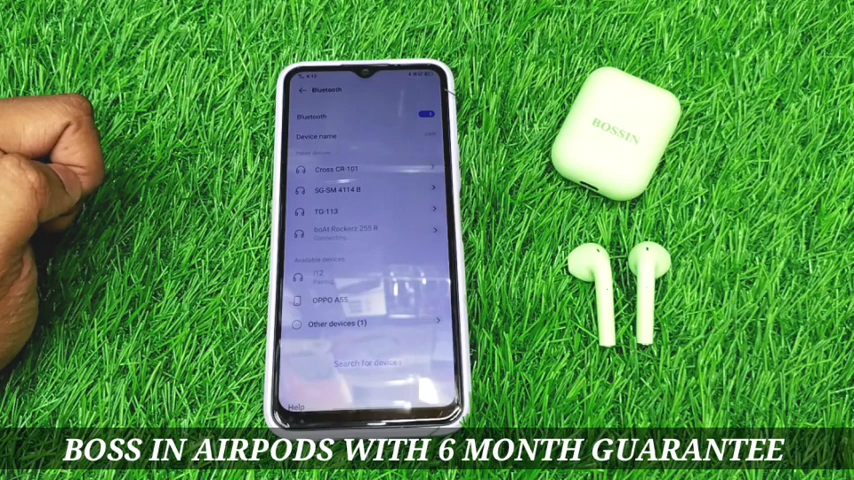 Bluetooth
Bluetooth
Device name
Cross CR-101
SG-SM 4114 B
TG-113
boAt Rockerz 255 R
Connecting...
Available devices
i12
Pairing...
OPPO A55
Other devices (1)
Search for device
Help
BOSSIN
BOSS IN AIRPODS WITH 6 MONTH GUARANTEE